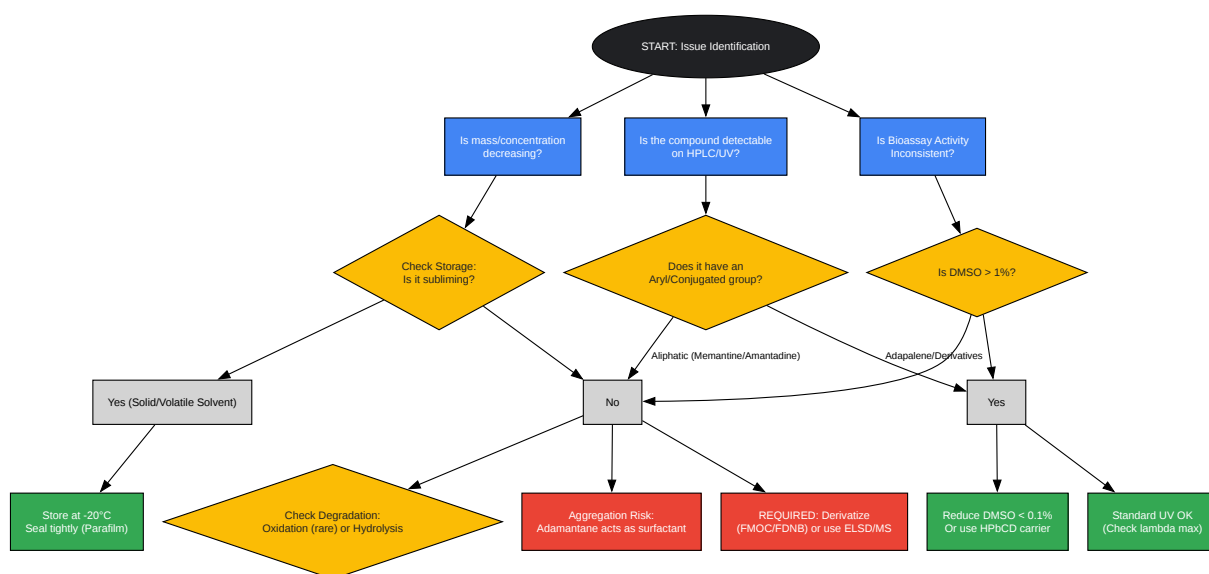 START: Issue Identification
Is mass/concentration
decreasing?
Is the compound detectable
on HPLC/UV?
Is Bioassay Activity
Inconsistent?
Check Storage:
Is it subliming?
Does it have an
Aryl/Conjugated group?
Is DMSO > 1%?
Aliphatic (Memantine/Amantadine)
Adapalene/Derivatives
Yes (Solid/Volatile Solvent)
No
Yes
Store at -20°C
Seal tightly (Parafilm)
Check Degradation:
Oxidation (rare) or Hydrolysis
Aggregation Risk:
Adamantane acts as surfactant
REQUIRED: Derivatize
(FMOC/FDNB) or use ELSD/MS
Reduce DMSO < 0.1%
Or use HPbCD carrier
Standard UV OK
(Check lambda max)